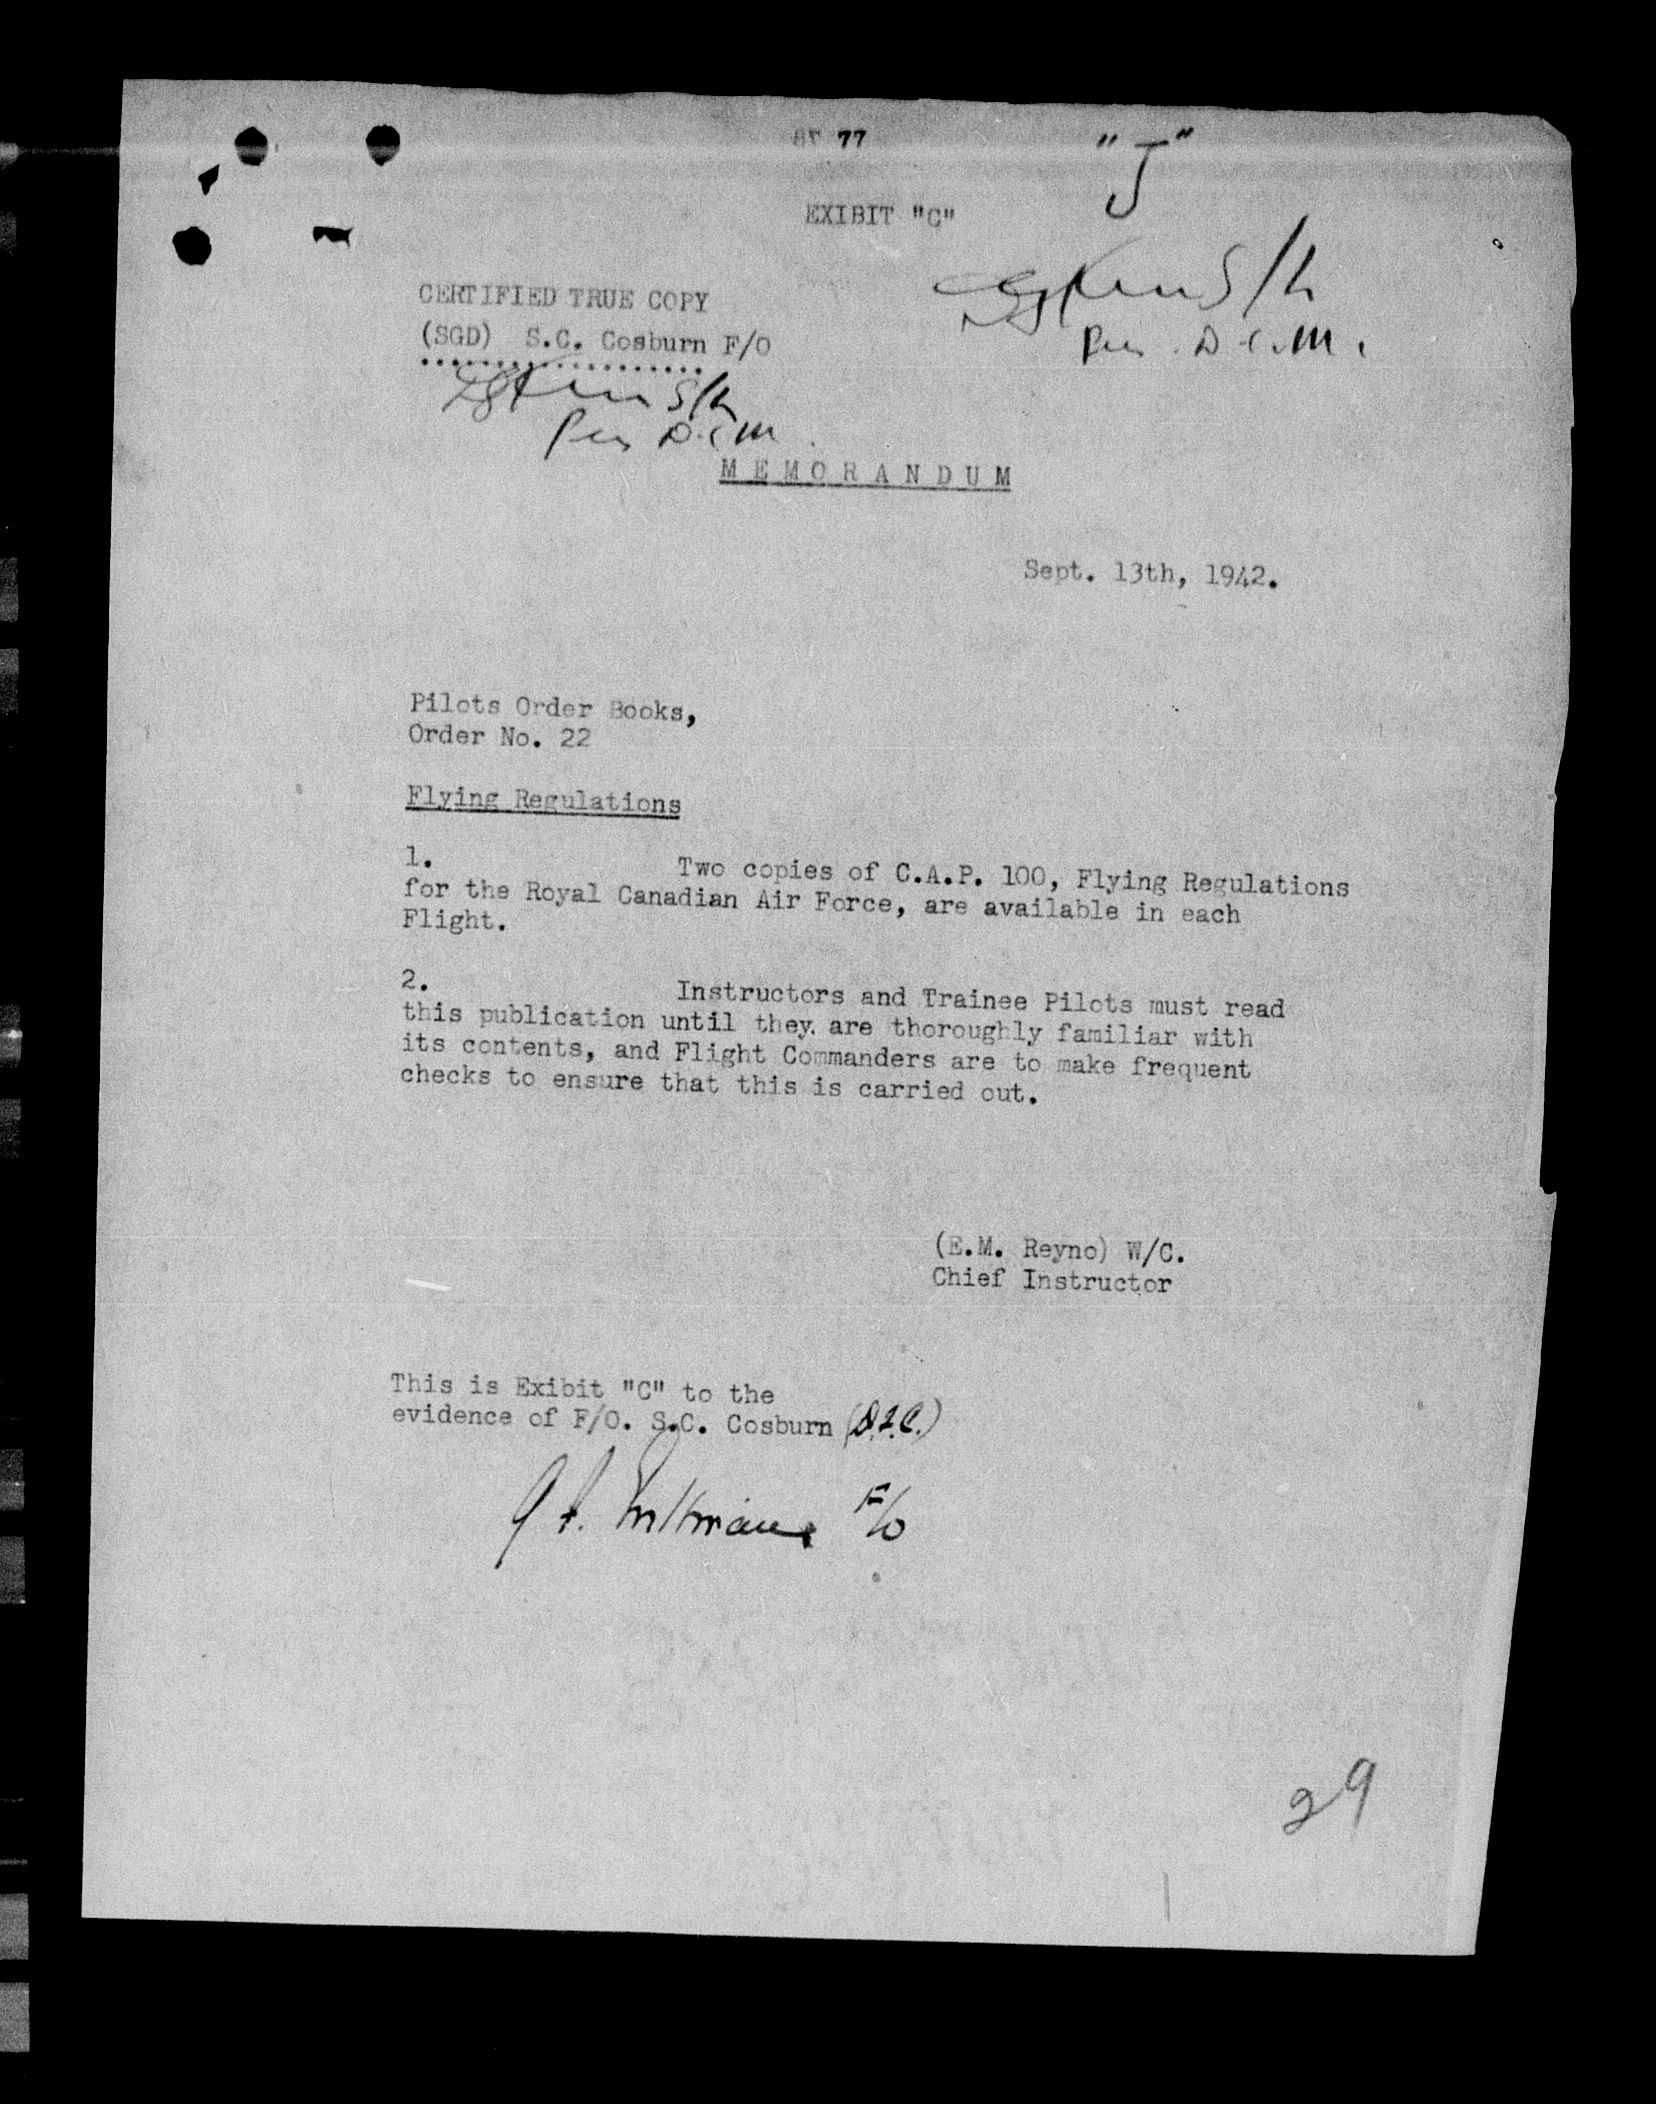 77
"J"
EXIBIT "C"
CERTIFIED TRUE COPY
(SGD) S.C. Cosburn F/O
S/L
Pres. D.C.M.
S/L
Pres D.C.M.
MEMORANDUM
Sept. 13th, 1942.
Pilots Order Books,
Order No. 22
Flying Regulations
1. Two copies of C.A.P. 100, Flying Regulations
for the Royal Canadian Air Force, are available in each
Flight.
2. Instructors and Trainee Pilots must read
this publication until they are thoroughly familiar with
its contents, and Flight Commanders are to make frequent
checks to ensure that this is carried out.
(E.M. Reyno) W/C.
Chief Instructor
This is Exibit "C" to the
evidence of F/O. S.C. Cosburn
F/O
29